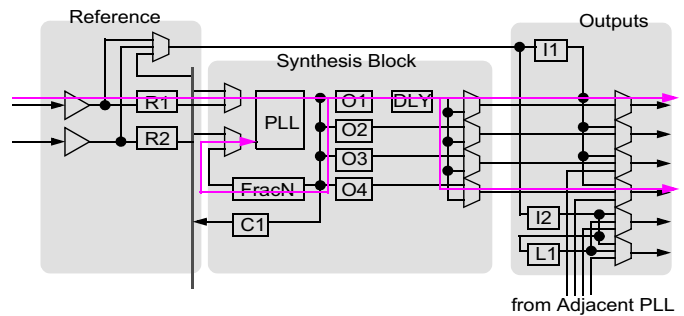 Reference
Outputs
Synthesis Block
I1
R1
O1
DLY
PLL
O2
R2
O3
FracN
O4
C1
I2
L1
from Adjacent PLL